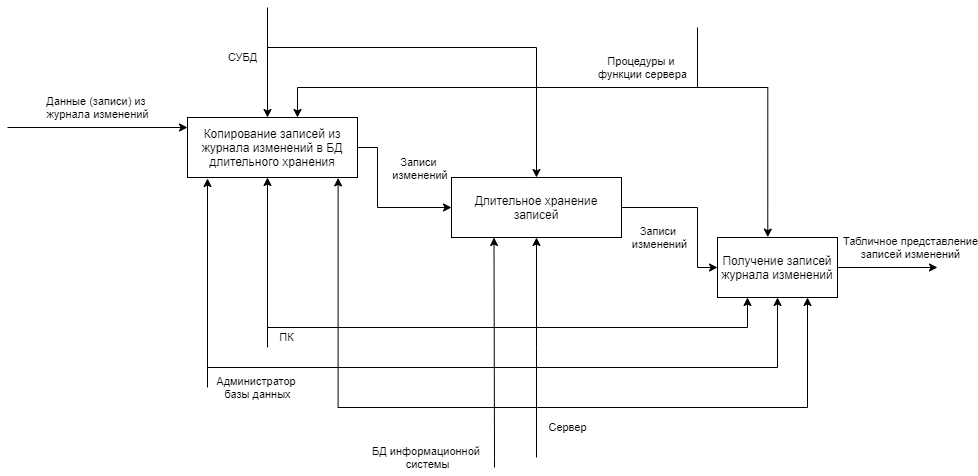 СУБД
Процедуры и
функции сервера
Данные (записи) из
журнала изменений
Копирование записей из
журнала изменений в БД
длительного хранения
Записи
изменений
Длительное хранение
записей
Записи
изменений
Получение записей
журнала изменений
Табличное представление
записей изменений
ПК
Администратор
базы данных
Сервер
БД информационной
системы